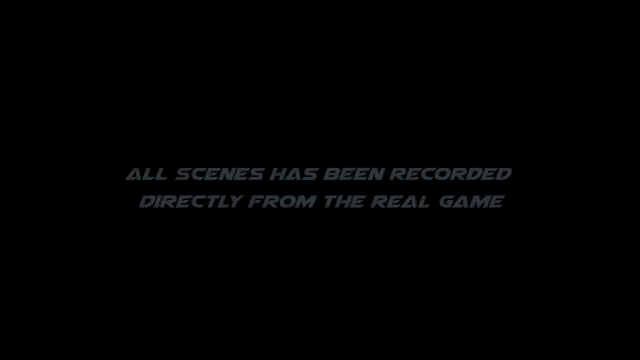 ALL SCENES HAS BEEN RECORDED
DIRECTLY FROM THE REAL GAME